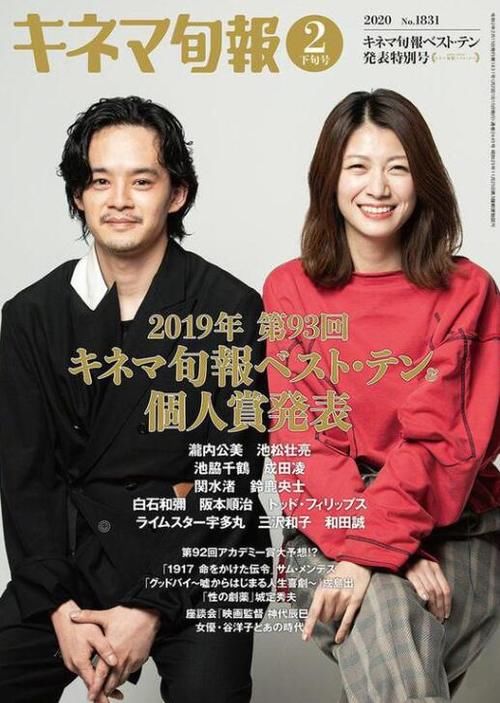 キネマ旬報
2
下旬号
2020 No.1831
キネマ旬報ベスト・テン
発表特別号
2019年 第93回
キネマ旬報ベスト・テン&
個人賞発表
瀧内公美 池松壮亮
池脇千鶴 成田凌
関水渚 鈴鹿央士
白石和彌 阪本順治 トッド・フィリップス
ライムスター宇多丸 三沢和子 和田誠
第92回アカデミー賞大予想!?
「1917 命をかけた伝令」サム・メンデス
「グッドバイ～嘘からはじまる人生喜劇～」成島出
「性の劇薬」城定秀夫
座談会「映画監督 神代辰巳」
女優・谷洋子とあの時代